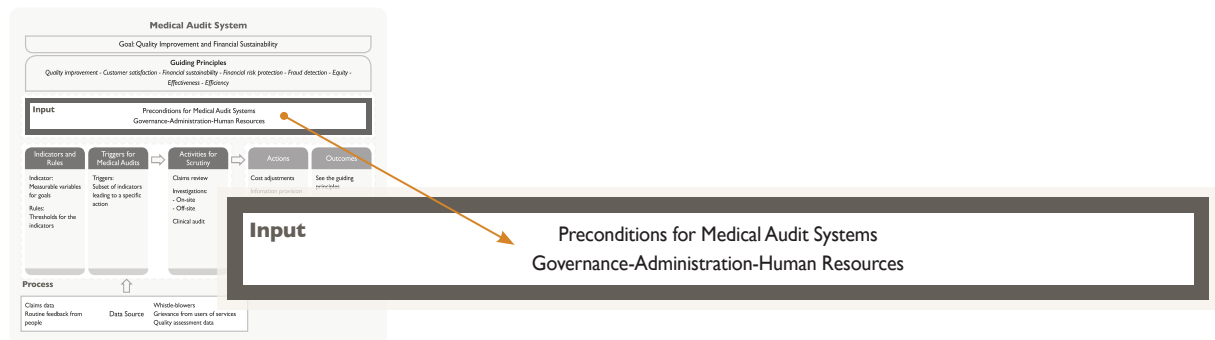 Medical Audit System
Goal: Quality Improvement and Financial Sustainability
Guiding Principles
Quality improvement - Customer satisfaction - Financial sustainability - Financial risk protection - Fraud detection - Equity -
Effectiveness - Efficiency
Input
Preconditions for Medical Audit Systems
Governance-Administration-Human Resources
Indicators and
Rules
Indicator:
Measurable variables
for goals
Rules:
Thresholds for the
indicators
Triggers for
Medical Audits
Triggers:
Subset of indicators
leading to a specific
action
Activities for
Scrutiny
Claims review
Investigations:
- On-site
- Off-site
Clinical audit
Actions
Cost adjustments
Information provision
Outcomes
See the guiding
principles
Process
Claims data
Routine feedback from
people
Data Source
Whistle-blowers
Grievance from users of services
Quality assessment data
Input
Preconditions for Medical Audit Systems
Governance-Administration-Human Resources